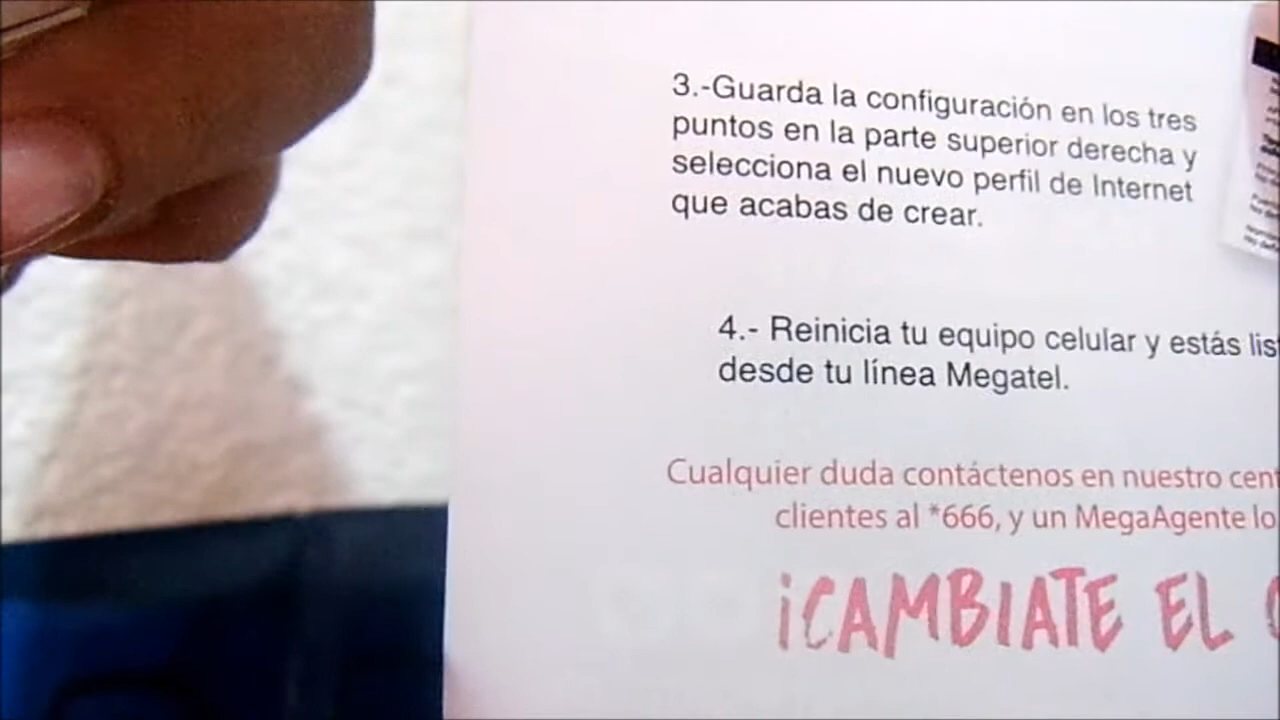 3.-Guarda la configuración en los tres
puntos en la parte superior derecha y
selecciona el nuevo perfil de Internet
que acabas de crear.
4.- Reinicia tu equipo celular y estás
desde tu línea Megatel.
Cualquier duda contáctenos en nuestro
clientes al *666, y un MegaAgente lo
¡CAMBIATE EL